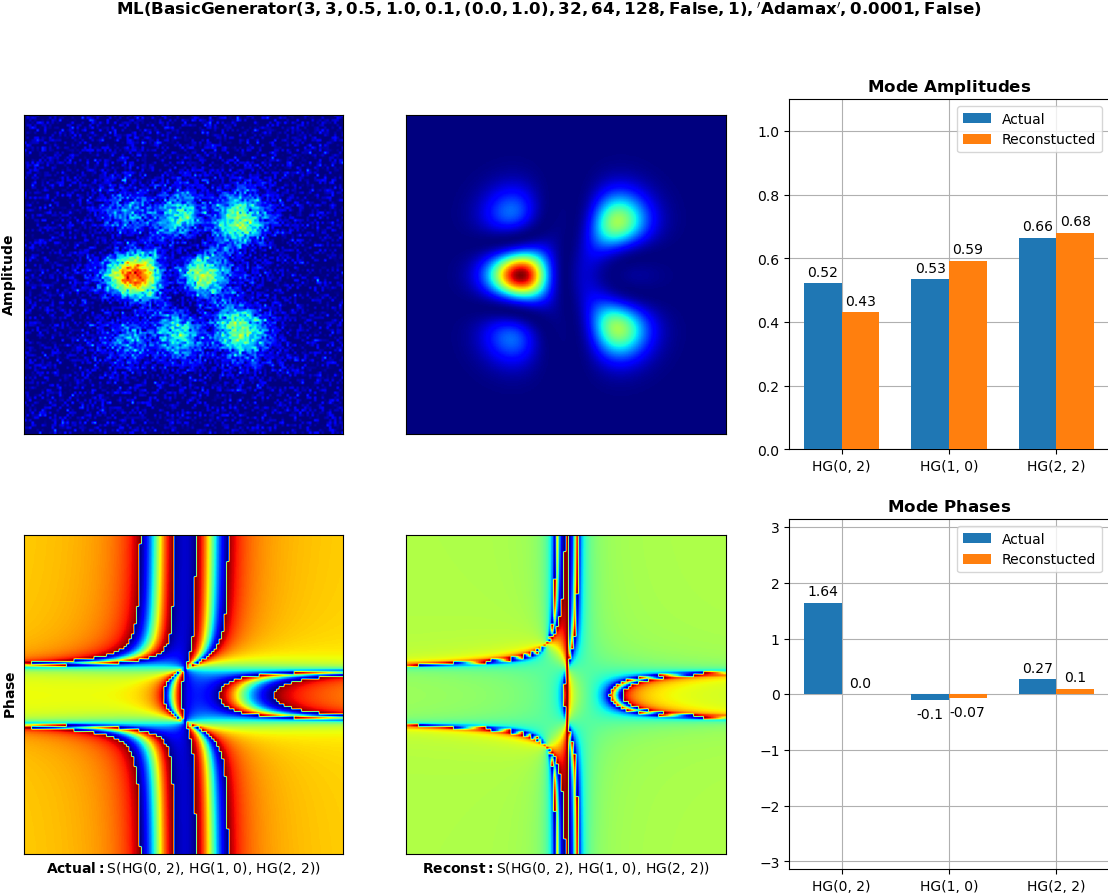 ML(BasicGenerator(3, 3, 0.5, 1.0, 0.1, (0.0, 1.0), 32, 64, 128, False, 1), ′Adamax′, 0.0001, False)
Amplitude
Mode Amplitudes
Actual
Reconstucted
1.0
0.8
0.6
0.4
0.2
0.0
0.52
0.43
0.53
0.59
0.66
0.68
HG(0, 2)
HG(1, 0)
HG(2, 2)
Phase
Actual: S(HG(0, 2), HG(1, 0), HG(2, 2))
Reconst: S(HG(0, 2), HG(1, 0), HG(2, 2))
Mode Phases
Actual
Reconstucted
3
2
1
0
−1
−2
−3
1.64
0.0
-0.1
-0.07
0.27
0.1
HG(0, 2)
HG(1, 0)
HG(2, 2)